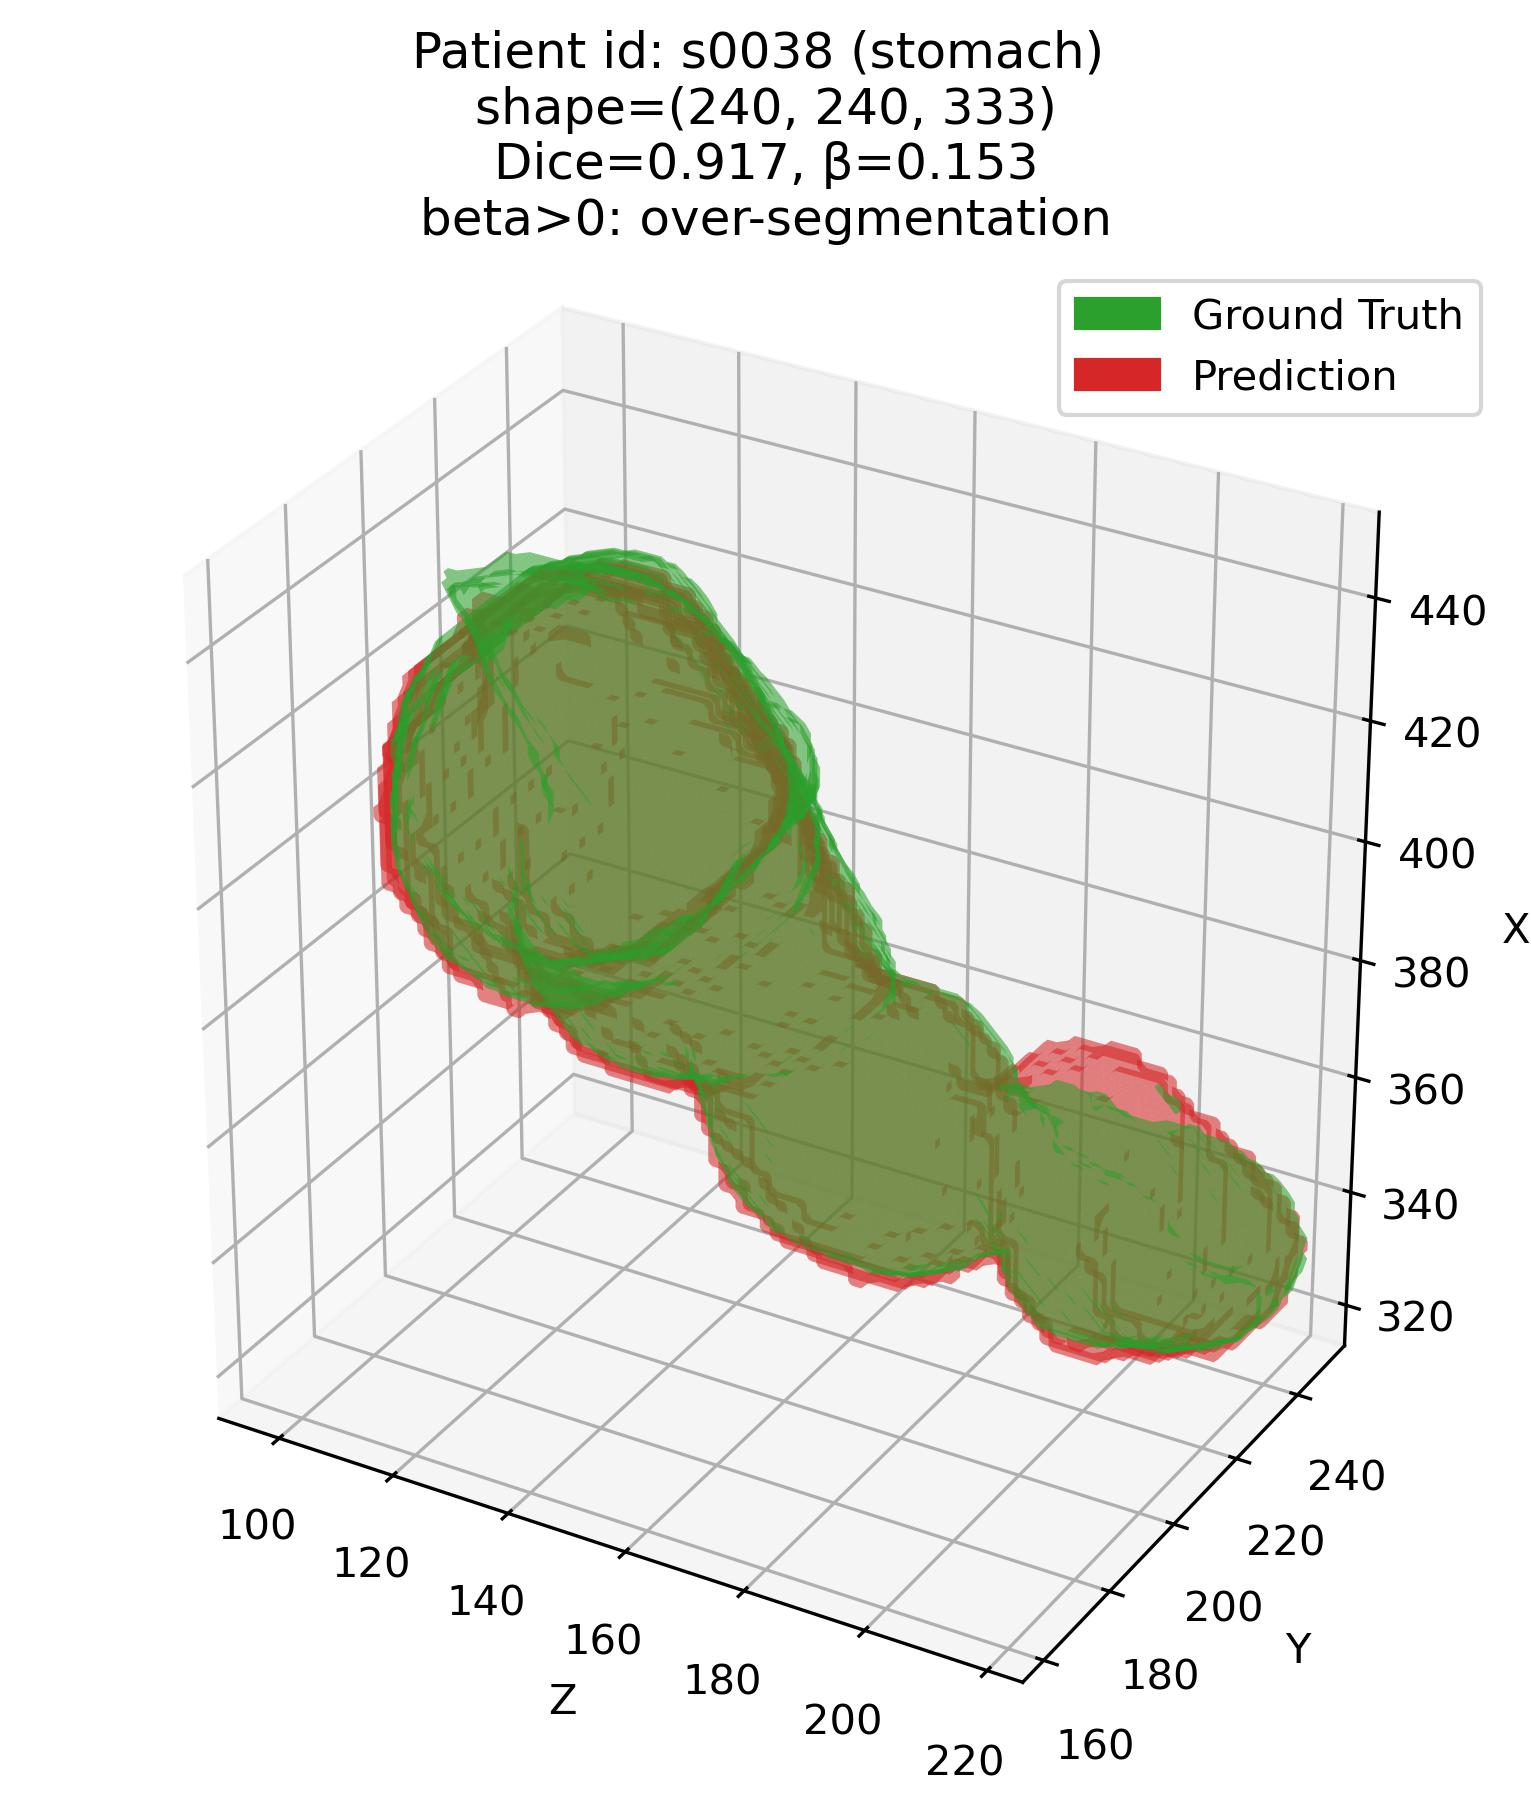 Patient id: s0038 (stomach)
shape=(240, 240, 333)
Dice=0.917, β=0.153
beta>0: over-segmentation
Ground Truth
Prediction
440
420
400
X
380
360
340
320
240
220
200
Y
180
160
100
120
140
160
Z
180
200
220